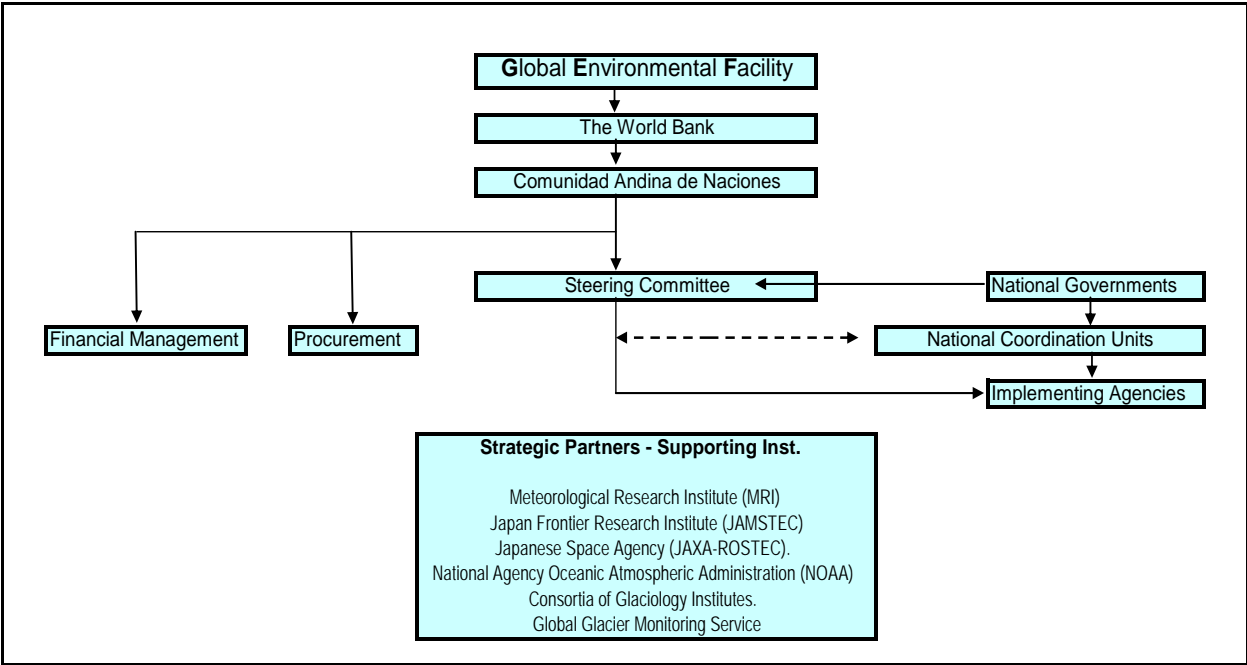 Global Environmental Facility
The World Bank
Comunidad Andina de Naciones
Steering Committee
National Governments
Financial Management
Procurement
National Coordination Units
Implementing Agencies
Strategic Partners - Supporting Inst.
Meteorological Research Institute (MRI)
Japan Frontier Research Institute (JAMSTEC)
Japanese Space Agency (JAXA-ROSTEC).
National Agency Oceanic Atmospheric Administration (NOAA)
Consortia of Glaciology Institutes.
Global Glacier Monitoring Service